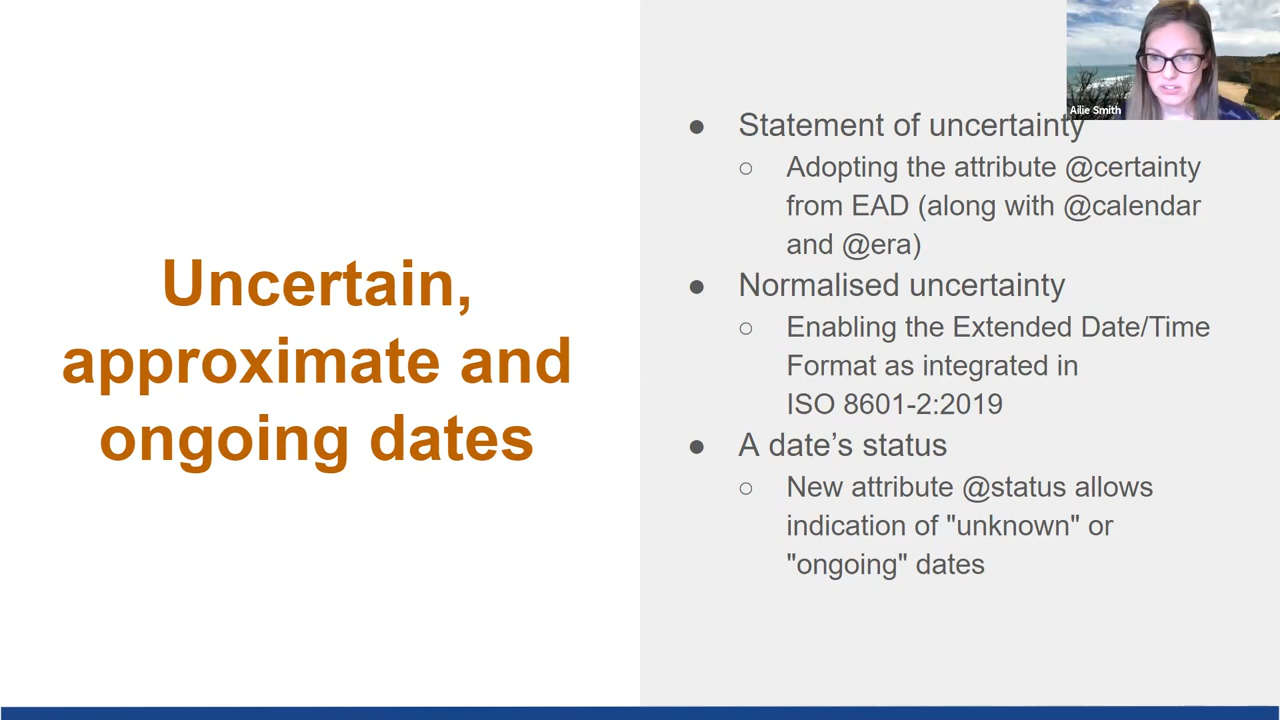 Uncertain,
approximate and
ongoing dates
● Statement of uncertainty
○ Adopting the attribute @certainty
from EAD (along with @calendar
and @era)
● Normalised uncertainty
○ Enabling the Extended Date/Time
Format as integrated in
ISO 8601-2:2019
● A date’s status
○ New attribute @status allows
indication of "unknown" or
"ongoing" dates
Ailie Smith